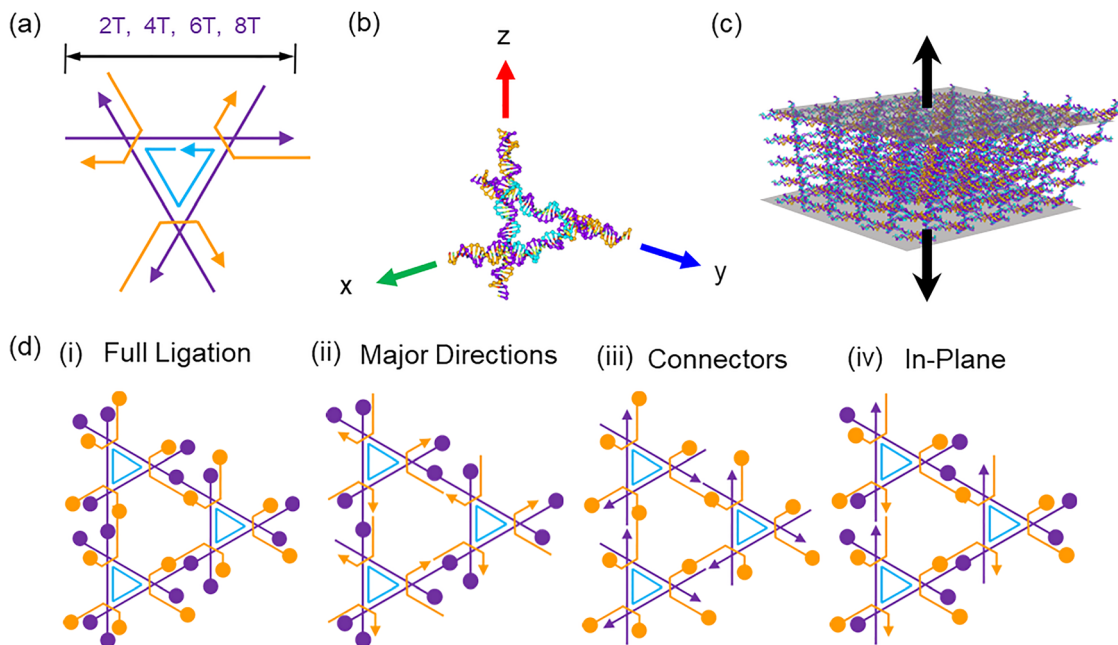 (a)
2T, 4T, 6T, 8T
(b)
z
x
y
(c)
(d) (i) Full Ligation
(ii) Major Directions
(iii) Connectors
(iv) In-Plane